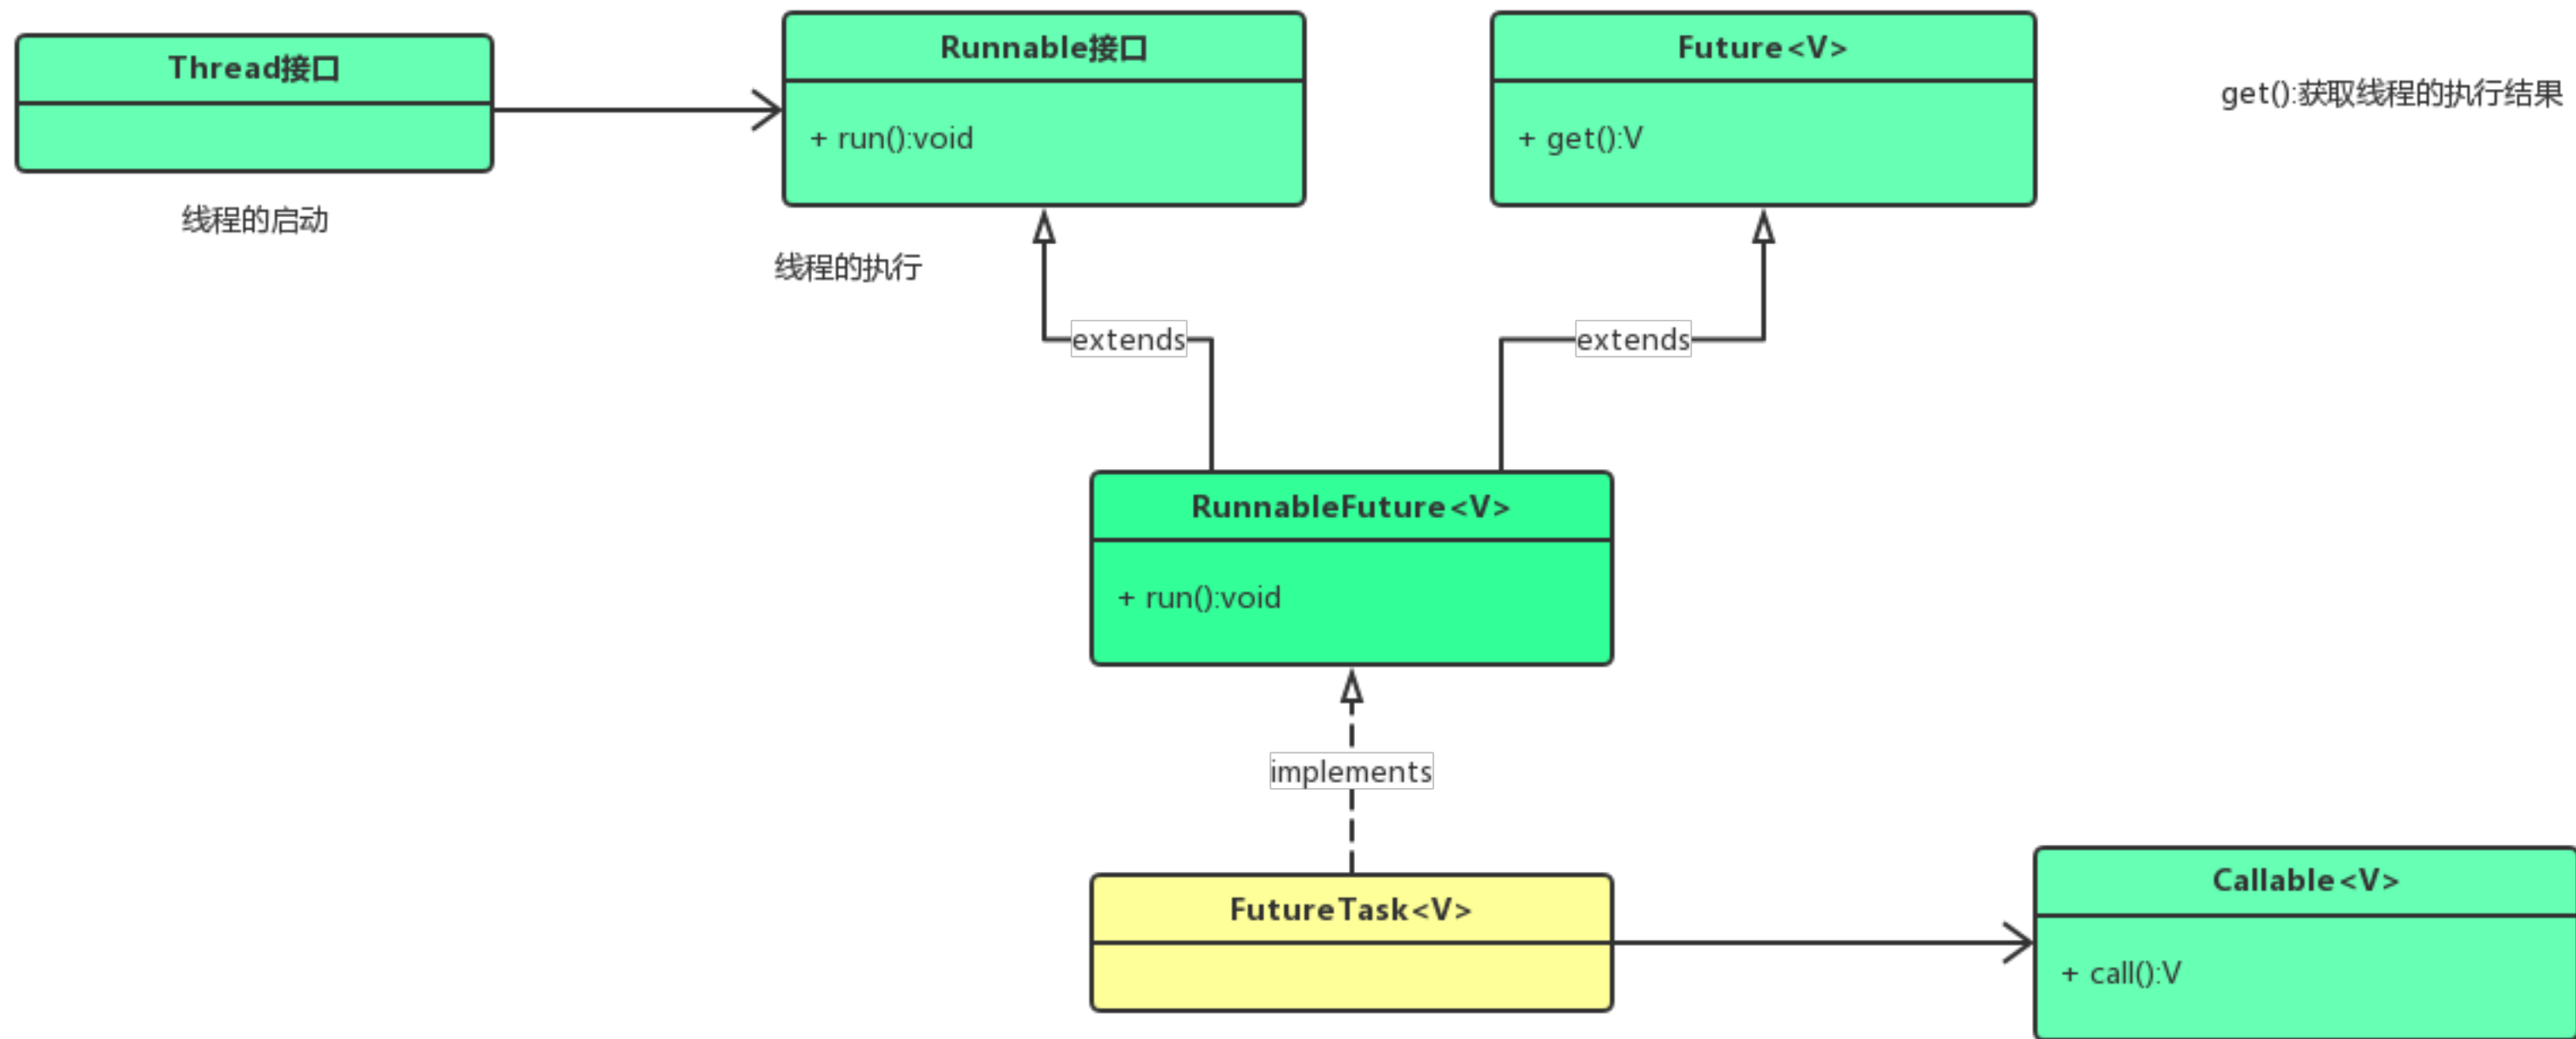 Thread接口
线程的启动
Runnable接口
+ run():void
线程的执行
Future<V>
+ get():V
get():获取线程的执行结果
extends
extends
RunnableFuture<V>
+ run():void
implements
FutureTask<V>
Callable<V>
+ call():V